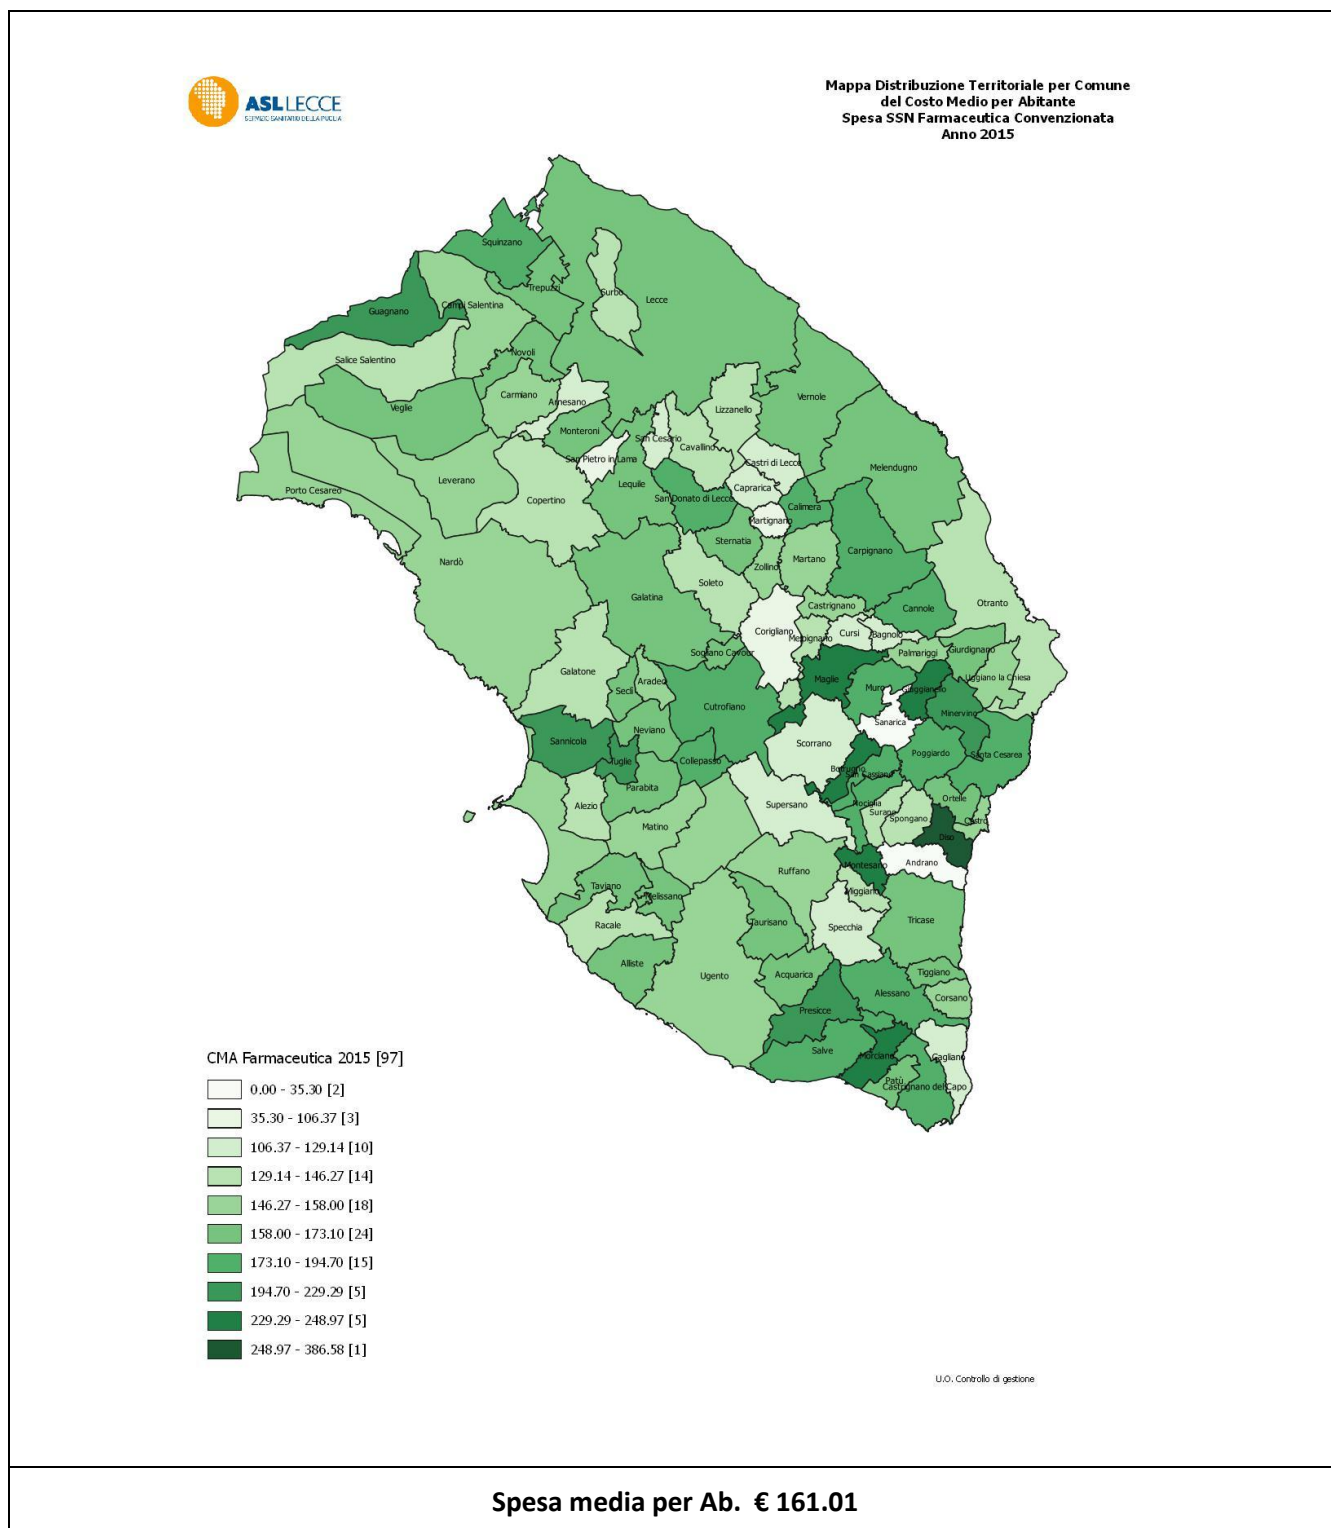 ASL LECCE
SERVIZIO SANITARIO DELLA PUGLIA
Mappa Distribuzione Territoriale per Comune
del Costo Medio per Abitante
Spesa SSN Farmaceutica Convenzionata
Anno 2015
Squinzano
Trepuzzi
Surbo
Lecce
Guagnano
Campi Salentina
Novoli
Salice Salentino
Veglie
Carmiano
Arnesano
Monteroni
San Pietro in Lama
San Cesario
Lizzanello
Cavallino
Vernole
Castri di Lecce
Caprarica
Melendugno
Porto Cesareo
Leverano
Copertino
Lequile
San Donato di Lecce
Calimera
Martignano
Nardò
Sternatia
Zollino
Martano
Carpignano
Soleto
Galatina
Castrignano
Cannole
Otranto
Corigliano
Melpignano
Cursi
Bagnolo
Palmariggi
Giurdignano
Uggiano la Chiesa
Sogliano Cavour
Galatone
Seclì
Aradeo
Maglie
Muro
Giuggianello
Minervino
Cutrofiano
Neviano
Sanarica
Sannicola
Tuglie
Collepasso
Scorrano
Poggiardo
Santa Cesarea
Botrugno
San Cassiano
Parabita
Alezio
Matino
Supersano
Nociglia
Surano
Spongano
Ortelle
Castro
Diso
Andrano
Montesano
Ruffano
Miggiano
Taviano
Melissano
Racale
Taurisano
Specchia
Tricase
Alliste
Ugento
Acquarica
Tiggiano
Alessano
Corsano
Presicce
Salve
Morciano
Gagliano
Patù
Castrignano del Capo
CMA Farmaceutica 2015 [97]
0.00 - 35.30 [2]
35.30 - 106.37 [3]
106.37 - 129.14 [10]
129.14 - 146.27 [14]
146.27 - 158.00 [18]
158.00 - 173.10 [24]
173.10 - 194.70 [15]
194.70 - 229.29 [5]
229.29 - 248.97 [5]
248.97 - 386.58 [1]
U.O. Controllo di gestione
Spesa media per Ab. € 161.01